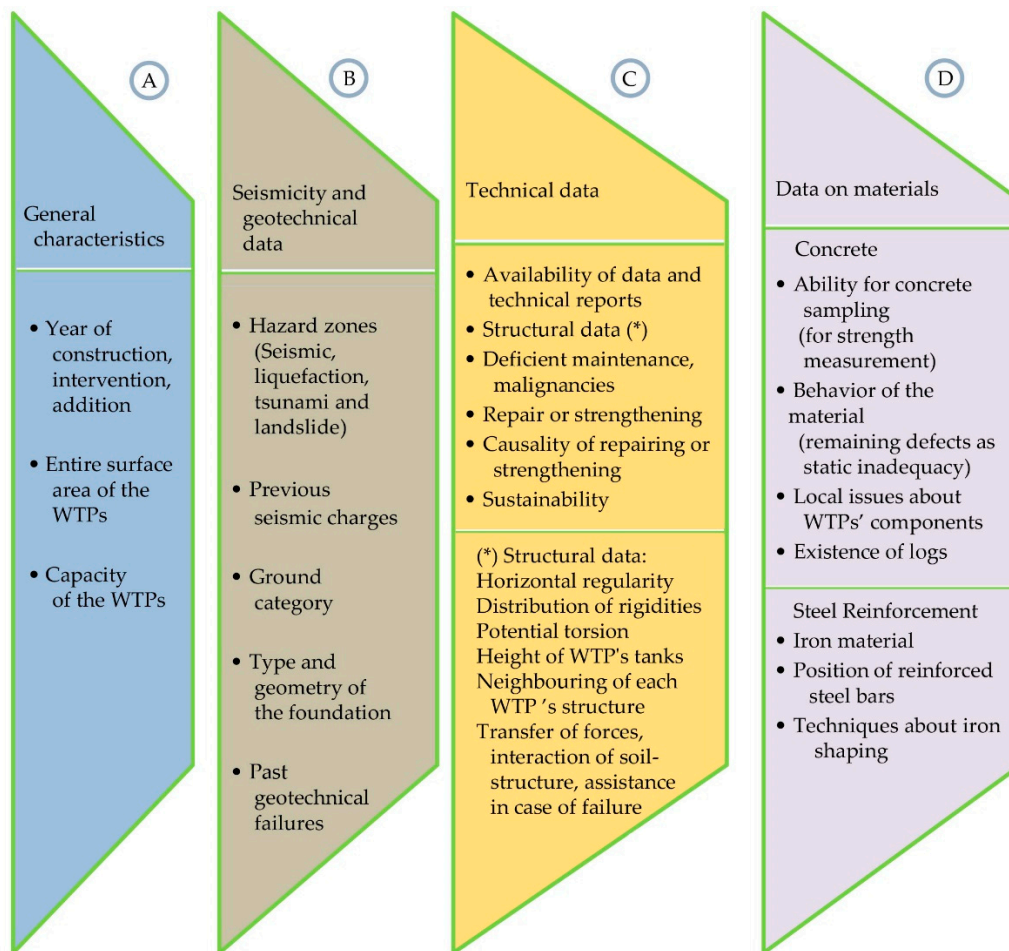 A
General
characteristics
• Year of
construction,
intervention,
addition
• Entire surface
area of the
WTPs
• Capacity
of the WTPs
B
Seismicity and
geotechnical
data
• Hazard zones
(Seismic,
liquefaction,
tsunami and
landslide)
• Previous
seismic charges
• Ground
category
• Type and
geometry of
the foundation
• Past
geotechnical
failures
C
Technical data
• Availability of data and
technical reports
• Structural data (*)
• Deficient maintenance,
malignancies
• Repair or strengthening
• Causality of repairing or
strengthening
• Sustainability
(*) Structural data:
Horizontal regularity
Distribution of rigidities
Potential torsion
Height of WTP's tanks
Neighbouring of each
WTP 's structure
Transfer of forces,
interaction of soil-
structure, assistance
in case of failure
D
Data on materials
Concrete
• Ability for concrete
sampling
(for strength
measurement)
• Behavior of the
material
(remaining defects as
static inadequacy)
• Local issues about
WTPs' components
• Existence of logs
Steel Reinforcement
• Iron material
• Position of reinforced
steel bars
• Techniques about iron
shaping